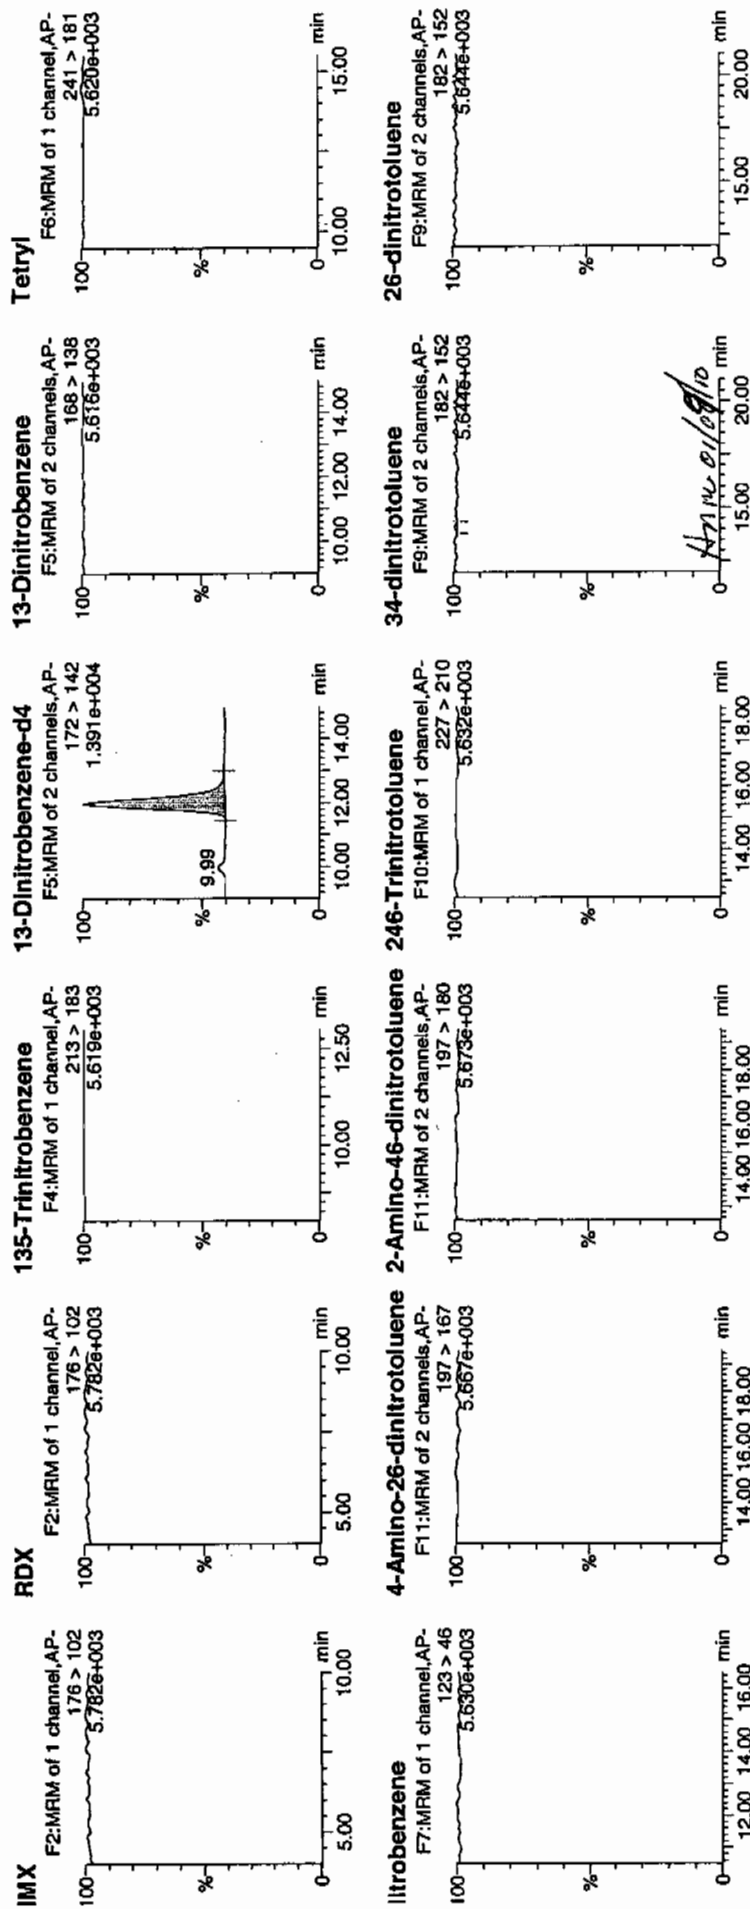 IMX
F2:MRM of 1 channel,AP-
176 > 102
5.782e+003
100
%
0
5.00
10.00
min
RDX
F2:MRM of 1 channel,AP-
176 > 102
5.782e+003
100
%
0
5.00
10.00
min
135-Trinitrobenzene
F4:MRM of 1 channel,AP-
213 > 183
5.619e+003
100
%
0
10.00
12.50
min
13-Dinitrobenzene-d4
F5:MRM of 2 channels,AP-
172 > 142
1.391e+004
100
9.99
%
0
10.00 12.00 14.00
min
13-Dinitrobenzene
F5:MRM of 2 channels,AP-
168 > 138
5.616e+003
100
%
0
10.00 12.00 14.00
min
Tetryl
F6:MRM of 1 channel,AP-
241 > 181
5.620e+003
100
%
0
10.00
15.00
min
litrobenzene
F7:MRM of 1 channel,AP-
123 > 46
5.630e+003
100
%
0
12.00 14.00 16.00
min
4-Amino-26-dinitrotoluene
F11:MRM of 2 channels,AP-
197 > 167
5.667e+003
100
%
0
14.00 16.00 18.00
min
2-Amino-46-dinitrotoluene
F11:MRM of 2 channels,AP-
197 > 180
5.673e+003
100
%
0
14.00 16.00 18.00
min
246-Trinitrotoluene
F10:MRM of 1 channel,AP-
227 > 210
5.632e+003
100
%
0
14.00 16.00 18.00
min
34-dinitrotoluene
F9:MRM of 2 channels,AP-
182 > 152
5.644e+003
100
%
0
15.00
20.00
min
01/08/10
26-dinitrotoluene
F9:MRM of 2 channels,AP-
182 > 152
5.644e+003
100
%
0
15.00
20.00
min